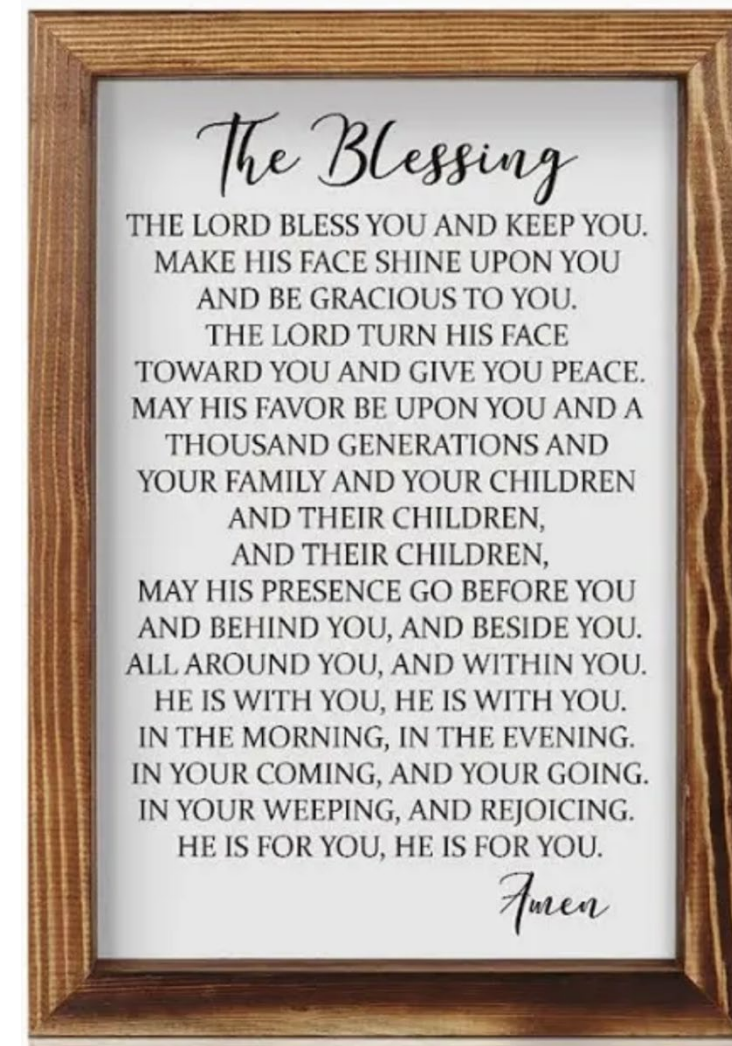 The Blessing
THE LORD BLESS YOU AND KEEP YOU.
MAKE HIS FACE SHINE UPON YOU
AND BE GRACIOUS TO YOU.
THE LORD TURN HIS FACE
TOWARD YOU AND GIVE YOU PEACE.
MAY HIS FAVOR BE UPON YOU AND A
THOUSAND GENERATIONS AND
YOUR FAMILY AND YOUR CHILDREN
AND THEIR CHILDREN,
AND THEIR CHILDREN,
MAY HIS PRESENCE GO BEFORE YOU
AND BEHIND YOU, AND BESIDE YOU.
ALL AROUND YOU, AND WITHIN YOU.
HE IS WITH YOU, HE IS WITH YOU.
IN THE MORNING, IN THE EVENING.
IN YOUR COMING, AND YOUR GOING.
IN YOUR WEEPING, AND REJOICING.
HE IS FOR YOU, HE IS FOR YOU.
Amen